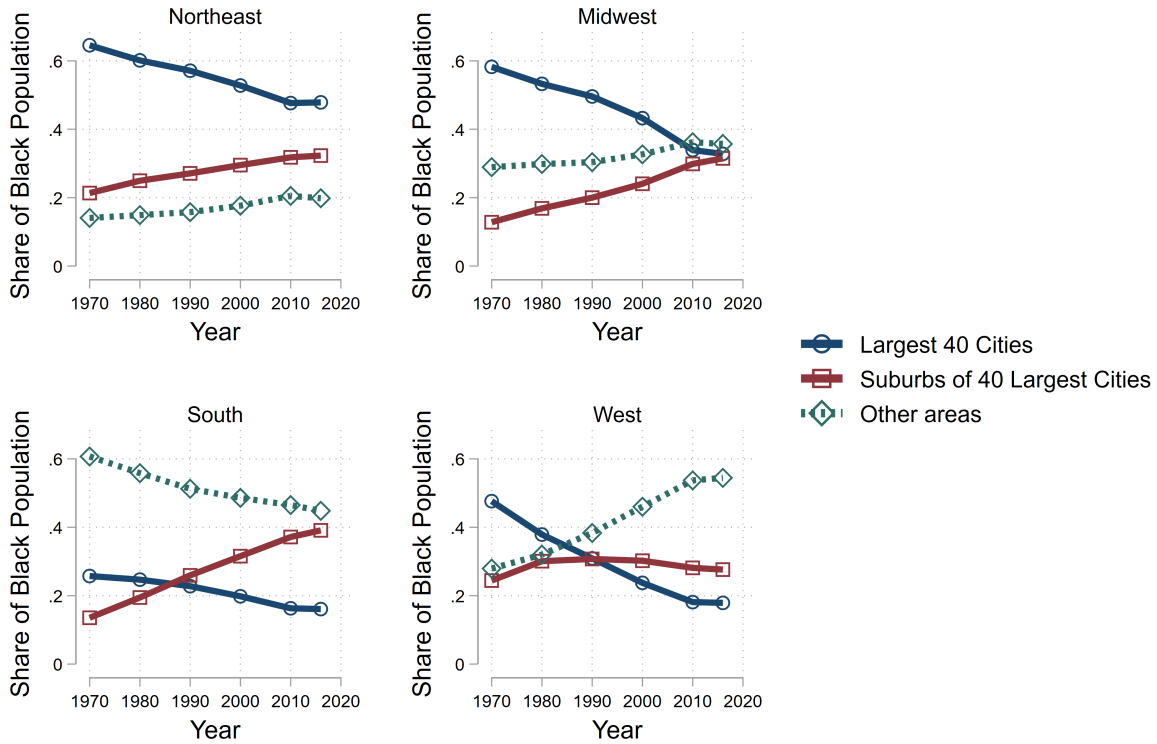 Northeast
Share of Black Population
.6
.4
.2
0
1970 1980 1990 2000 2010 2020
Year
Midwest
Share of Black Population
.6
.4
.2
0
1970 1980 1990 2000 2010 2020
Year
South
Share of Black Population
.6
.4
.2
0
1970 1980 1990 2000 2010 2020
Year
West
Share of Black Population
.6
.4
.2
0
1970 1980 1990 2000 2010 2020
Year
Largest 40 Cities
Suburbs of 40 Largest Cities
Other areas